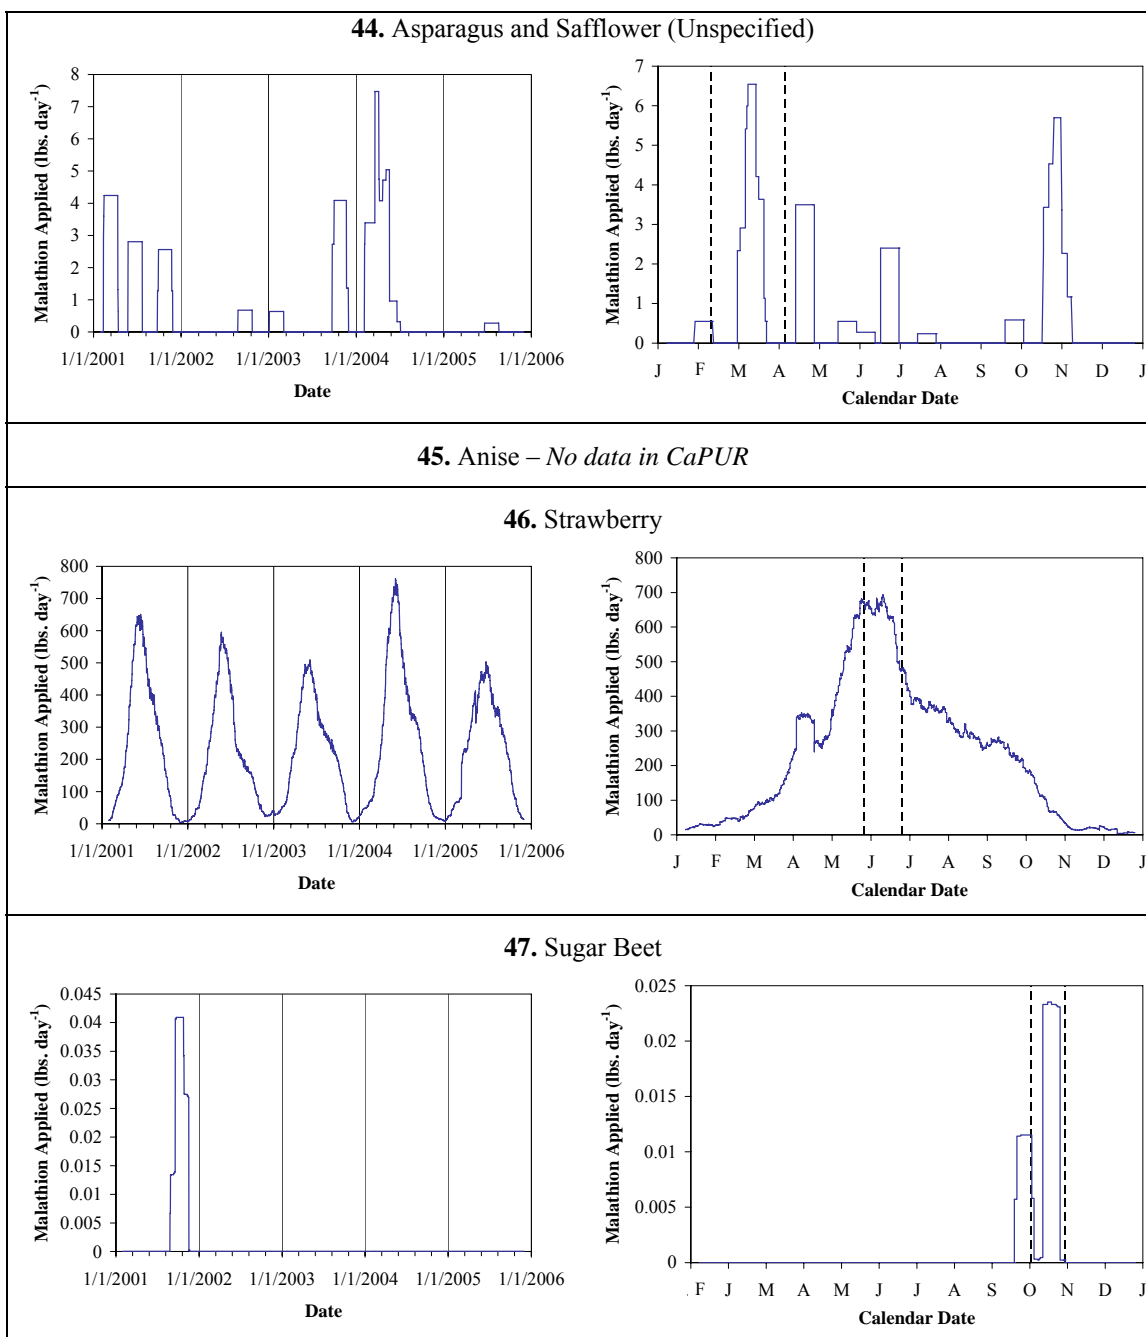 44. Asparagus and Safflower (Unspecified)
Malathion Applied (lbs. day-1)
8
7
6
5
4
3
2
1
0
1/1/2001 1/1/2002 1/1/2003 1/1/2004 1/1/2005 1/1/2006
Date
Malathion Applied (lbs. day-1)
7
6
5
4
3
2
1
0
J F M A M J J A S O N D J
Calendar Date
45. Anise – No data in CaPUR
46. Strawberry
Malathion Applied (lbs. day-1)
800
700
600
500
400
300
200
100
0
1/1/2001 1/1/2002 1/1/2003 1/1/2004 1/1/2005 1/1/2006
Date
Malathion Applied (lbs. day-1)
800
700
600
500
400
300
200
100
0
J F M A M J J A S O N D J
Calendar Date
47. Sugar Beet
Malathion Applied (lbs. day-1)
0.045
0.04
0.035
0.03
0.025
0.02
0.015
0.01
0.005
0
1/1/2001 1/1/2002 1/1/2003 1/1/2004 1/1/2005 1/1/2006
Date
Malathion Applied (lbs. day-1)
0.025
0.02
0.015
0.01
0.005
0
F J M A M J J A S O N D J
Calendar Date